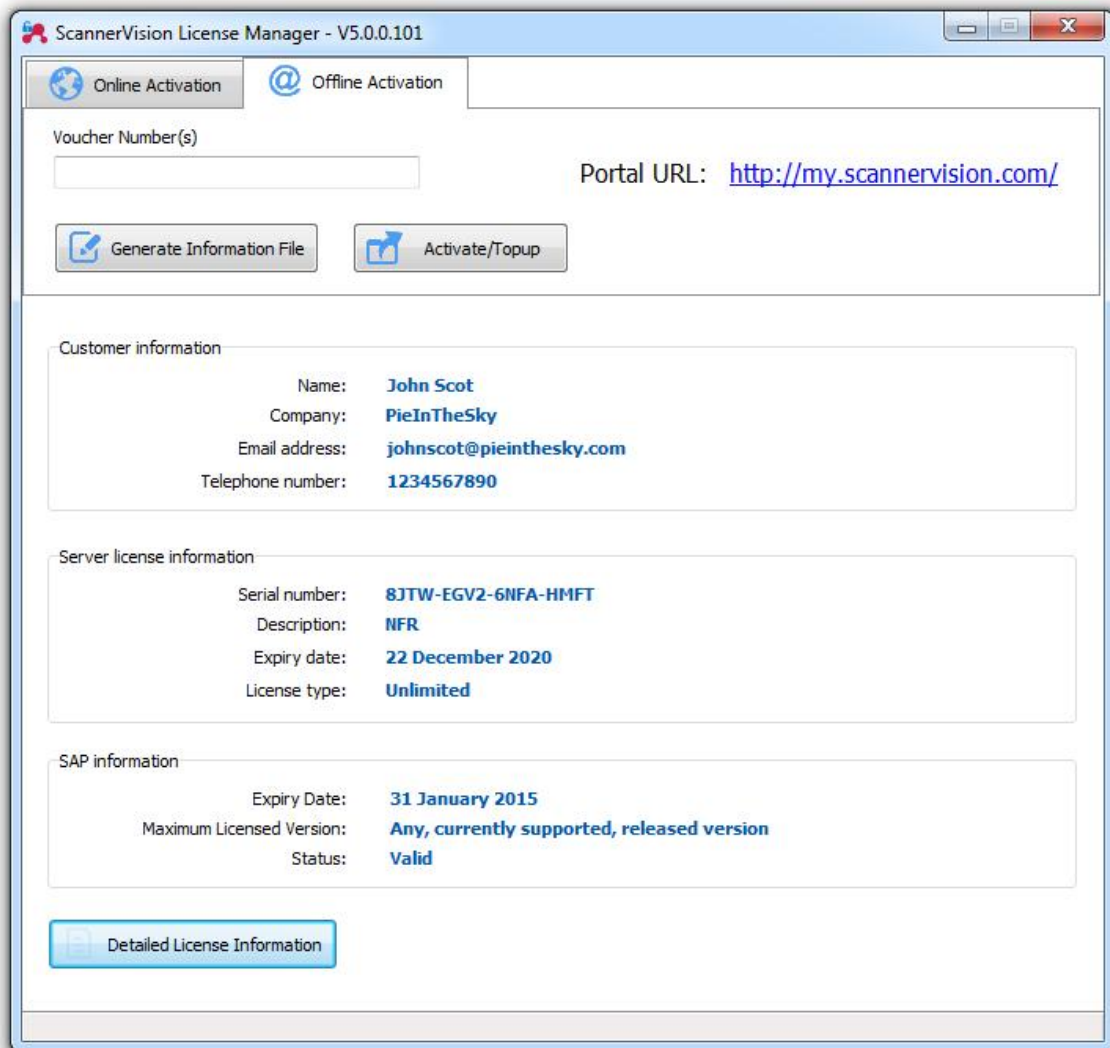 ScannerVision License Manager - V5.0.0.101
Online Activation
Offline Activation
Voucher Number(s)
Portal URL: http://my.scannervision.com/
Generate Information File
Activate/Topup
Customer information
Name: John Scot
Company: PieInTheSky
Email address: johnscot@pieinthesky.com
Telephone number: 1234567890
Server license information
Serial number: 8JTW-EGV2-6NFA-HMFT
Description: NFR
Expiry date: 22 December 2020
License type: Unlimited
SAP information
Expiry Date: 31 January 2015
Maximum Licensed Version: Any, currently supported, released version
Status: Valid
Detailed License Information